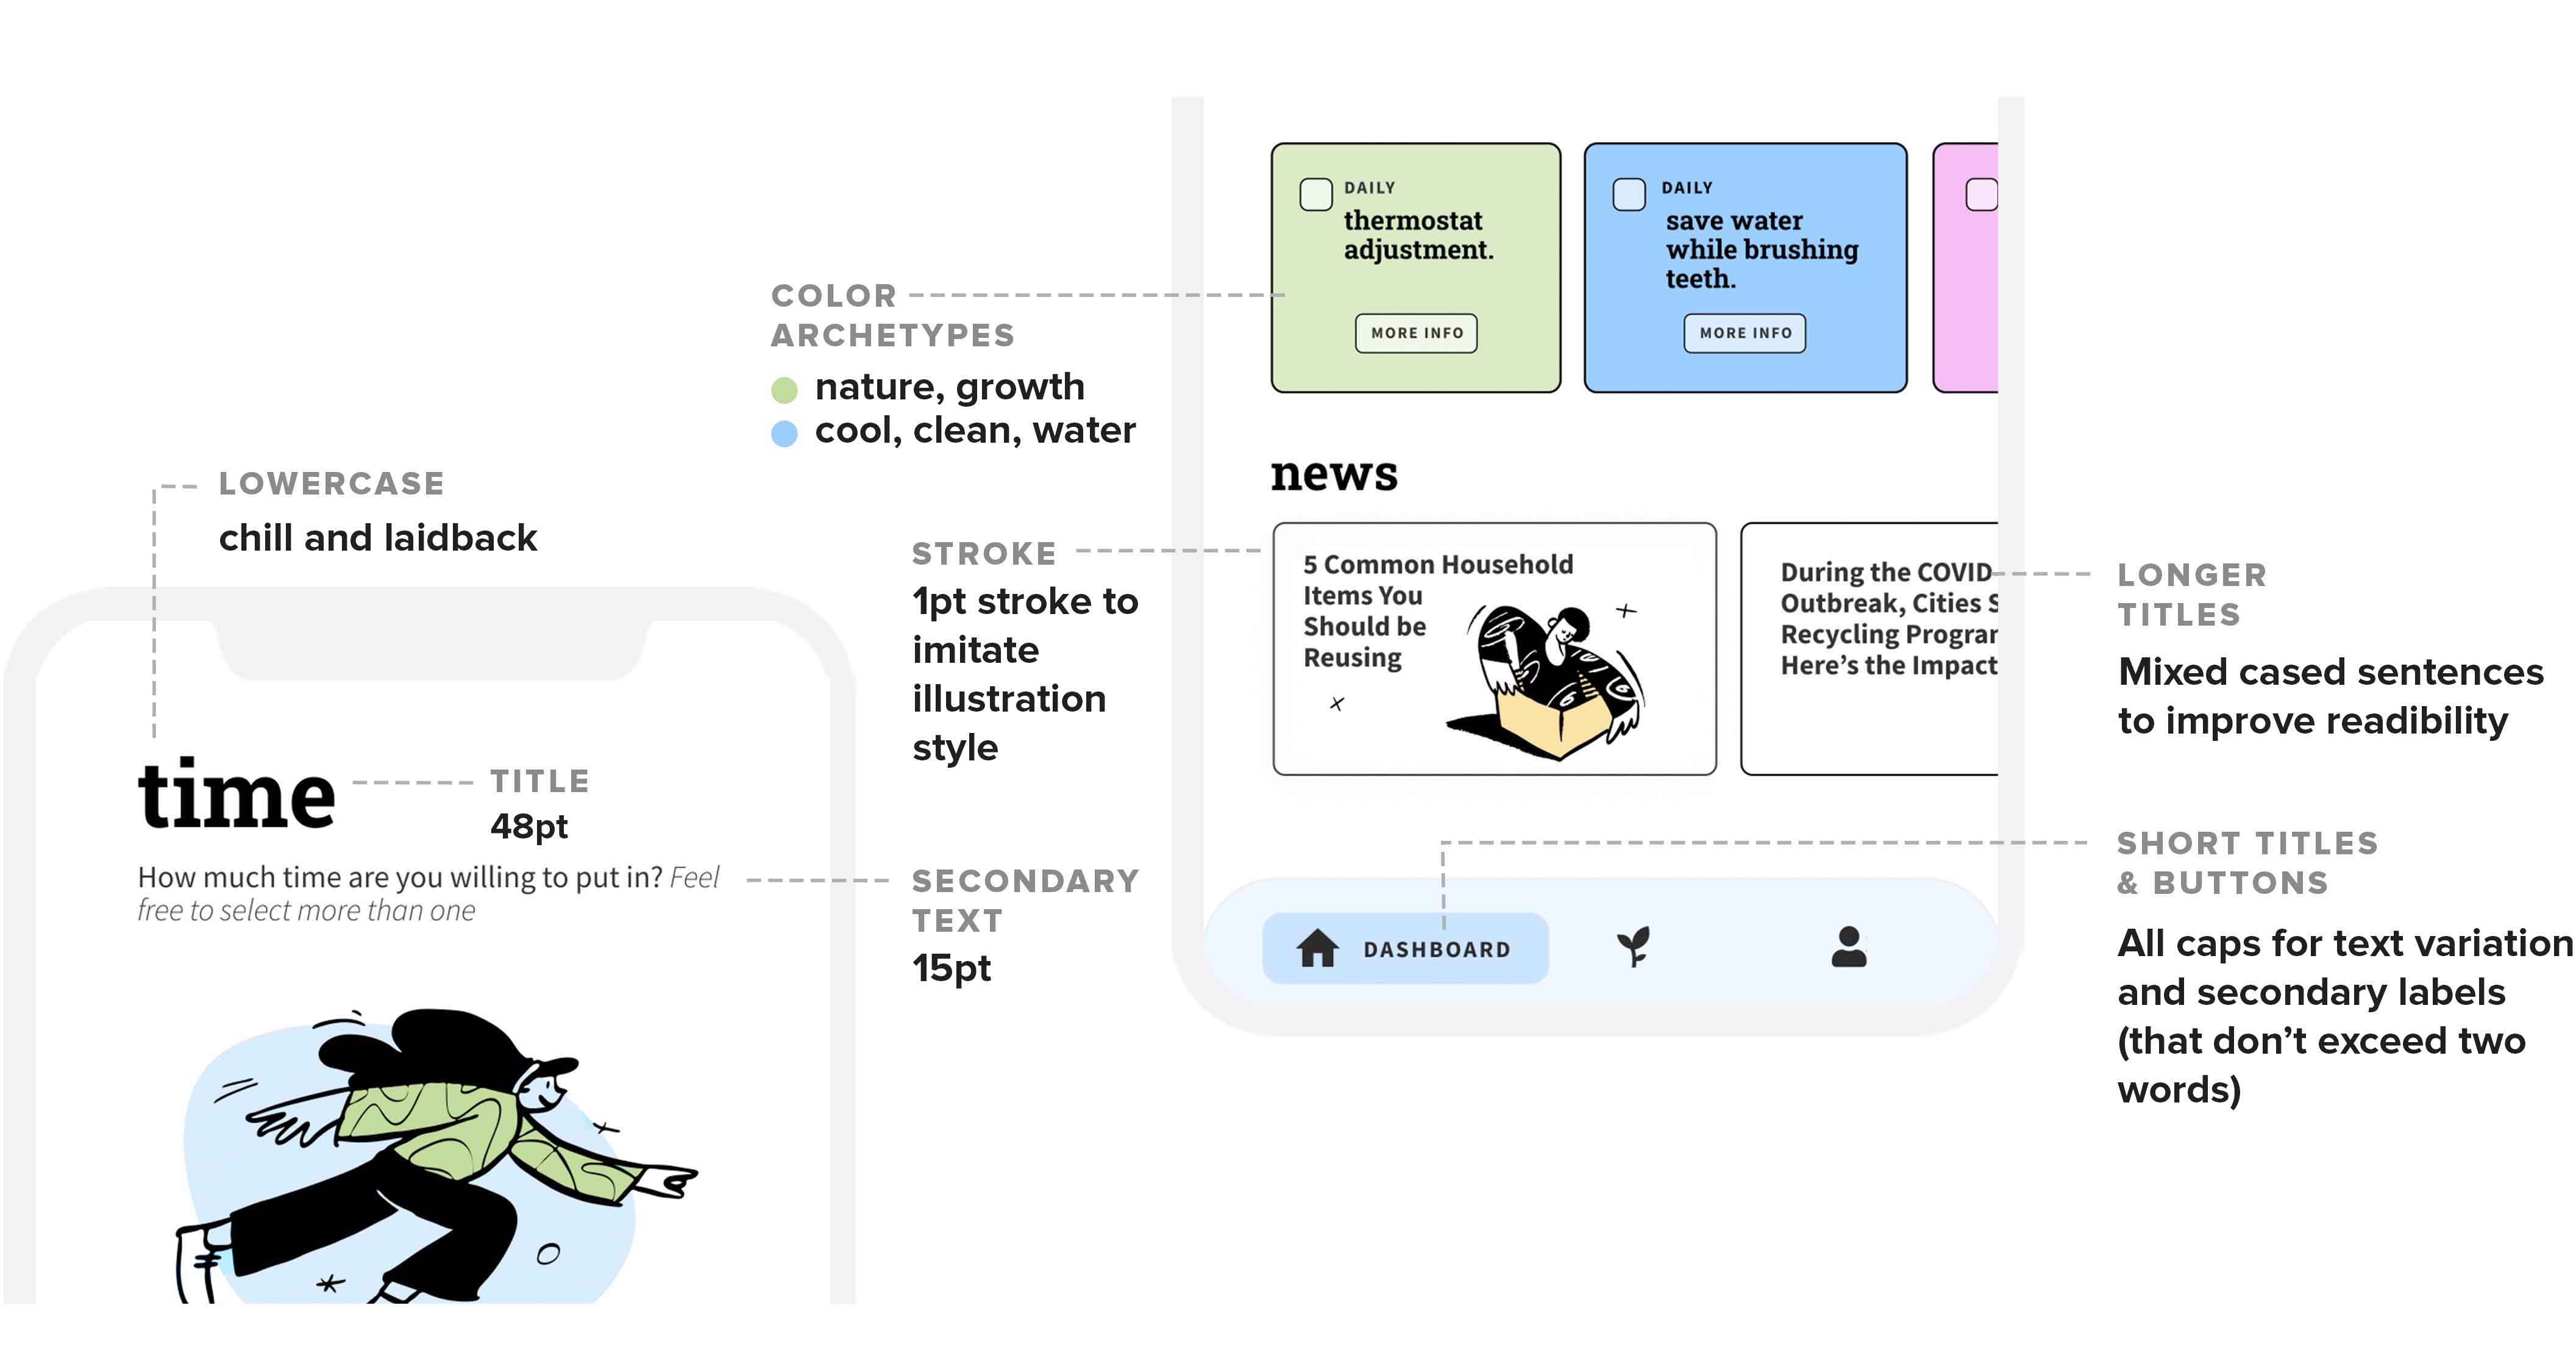 LOWERCASE
chill and laidback
time
TITLE
48pt
How much time are you willing to put in? Feel
free to select more than one
SECONDARY
TEXT
15pt
COLOR
ARCHETYPES
nature, growth
cool, clean, water
STROKE
1pt stroke to
imitate
illustration
style
DAILY
thermostat
adjustment.
MORE INFO
DAILY
save water
while brushing
teeth.
MORE INFO
news
5 Common Household
Items You
Should be
Reusing
During the COVID
Outbreak, Cities S
Recycling Program
Here's the Impact
DASHBOARD
LONGER
TITLES
Mixed cased sentences
to improve readibility
SHORT TITLES
& BUTTONS
All caps for text variation
and secondary labels
(that don't exceed two
words)